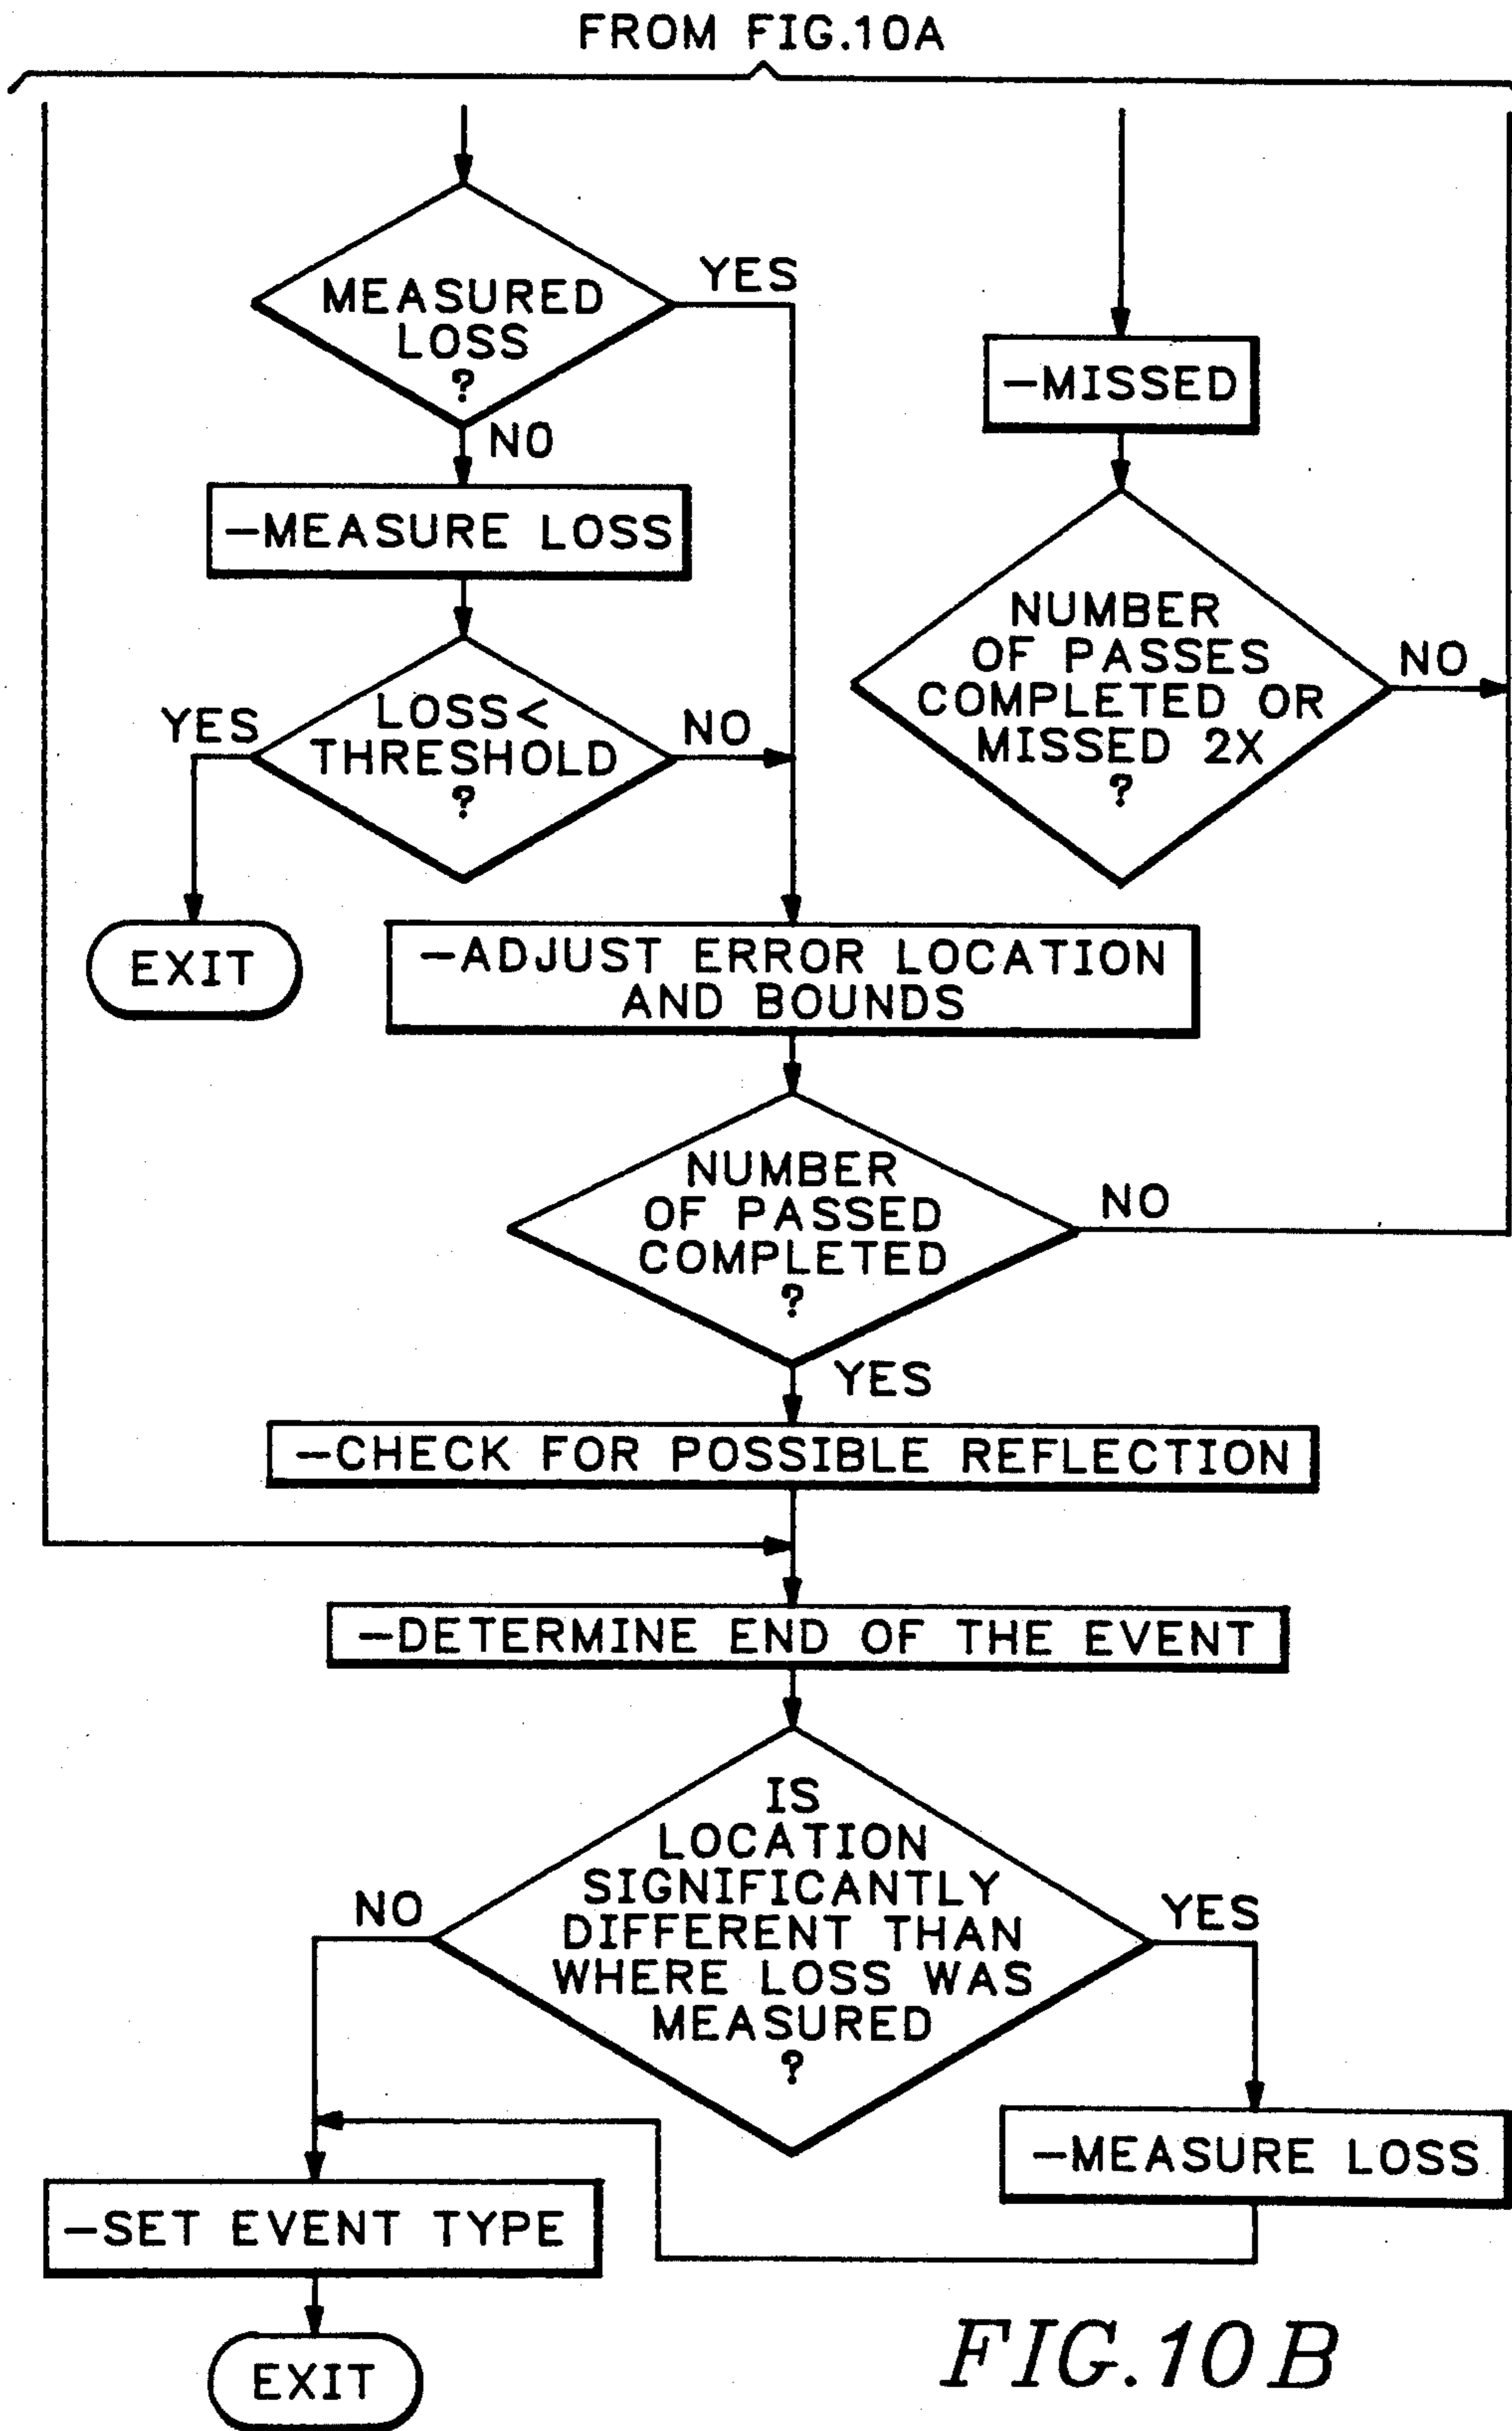 FROM FIG.10A
MEASURED
LOSS
?
YES
NO
-MEASURE LOSS
LOSS<
THRESHOLD
?
YES
NO
EXIT
-MISSED
NUMBER
OF PASSES
COMPLETED OR
MISSED 2X
?
NO
-ADJUST ERROR LOCATION
AND BOUNDS
NUMBER
OF PASSED
COMPLETED
?
NO
YES
-CHECK FOR POSSIBLE REFLECTION
-DETERMINE END OF THE EVENT
IS
LOCATION
SIGNIFICANTLY
DIFFERENT THAN
WHERE LOSS WAS
MEASURED
?
NO
YES
-MEASURE LOSS
-SET EVENT TYPE
EXIT
FIG.10B